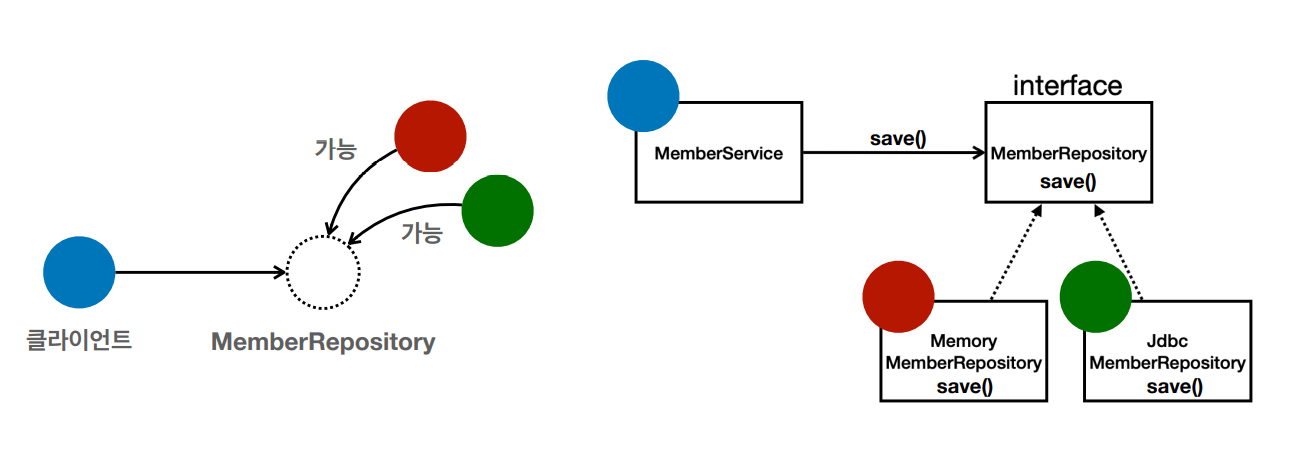 가능
가능
클라이언트
MemberRepository
interface
MemberService
save()
MemberRepository
save()
Memory
MemberRepository
save()
Jdbc
MemberRepository
save()